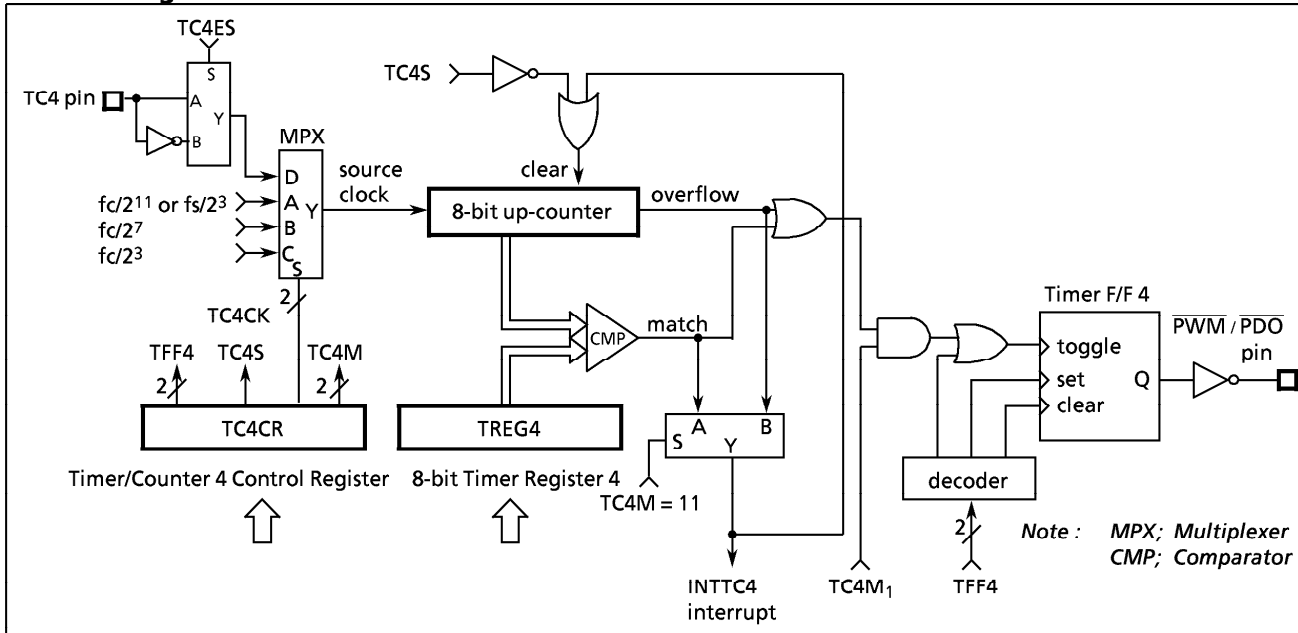 TC4ES
S
TC4 pin
A
Y
B
TC4S
MPX
D
A
Y
B
C
S
fc/2¹¹ or fs/2³
fc/2⁷
fc/2³
source
clock
clear
8-bit up-counter
overflow
2
TC4CK
CMP
match
TFF4
TC4S
TC4M
2
2
TC4CR
TREG4
Timer/Counter 4 Control Register
8-bit Timer Register 4
S
A
Y
B
TC4M = 11
INTTC4
interrupt
TC4M₁
Timer F/F 4
toggle
set
clear
Q
PWM / PDO
pin
decoder
2
TFF4
Note : MPX; Multiplexer
CMP; Comparator